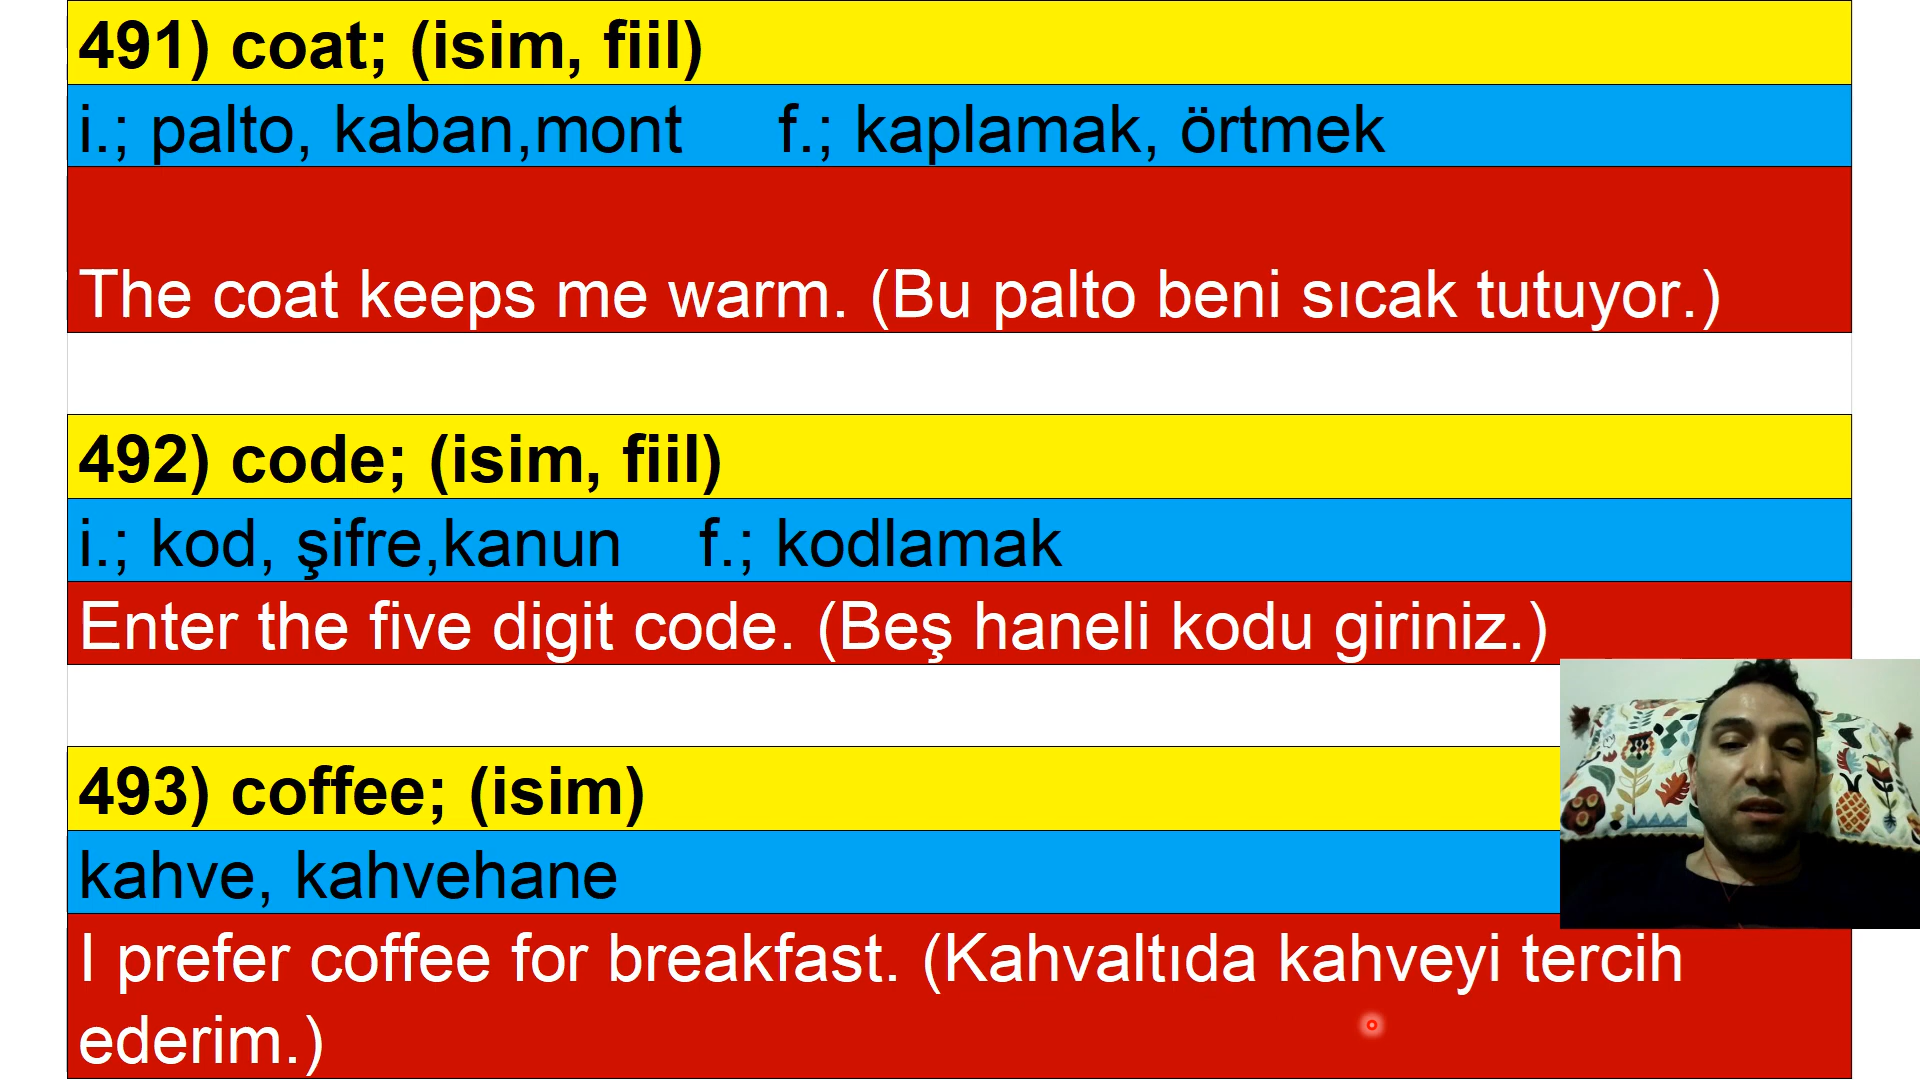 491) coat; (isim, fiil)
i.; palto, kaban,mont f.; kaplamak, örtmek
The coat keeps me warm. (Bu palto beni sıcak tutuyor.)
492) code; (isim, fiil)
i.; kod, şifre,kanun f.; kodlamak
Enter the five digit code. (Beş haneli kodu giriniz.)
493) coffee; (isim)
kahve, kahvehane
I prefer coffee for breakfast. (Kahvaltıda kahveyi tercih
ederim.)